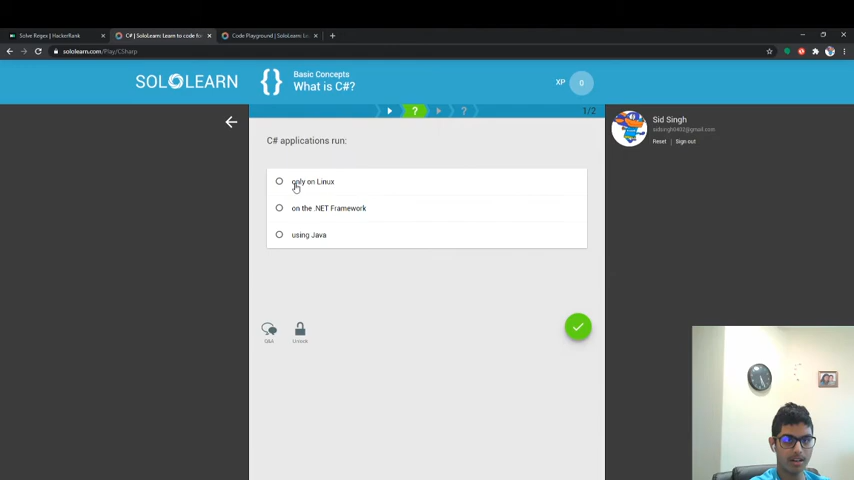 Solve Regex | HackerRank
C# | SoloLearn: Learn to code for
Code Playground | SoloLearn: Le
sololearn.com/Play/CSharp
SOLOLEARN
Basic Concepts
What is C#?
XP 0
? ? 1/2
Sid Singh
Reset Sign out
C# applications run:
only on Linux
on the .NET Framework
using Java
Q&A Unlock